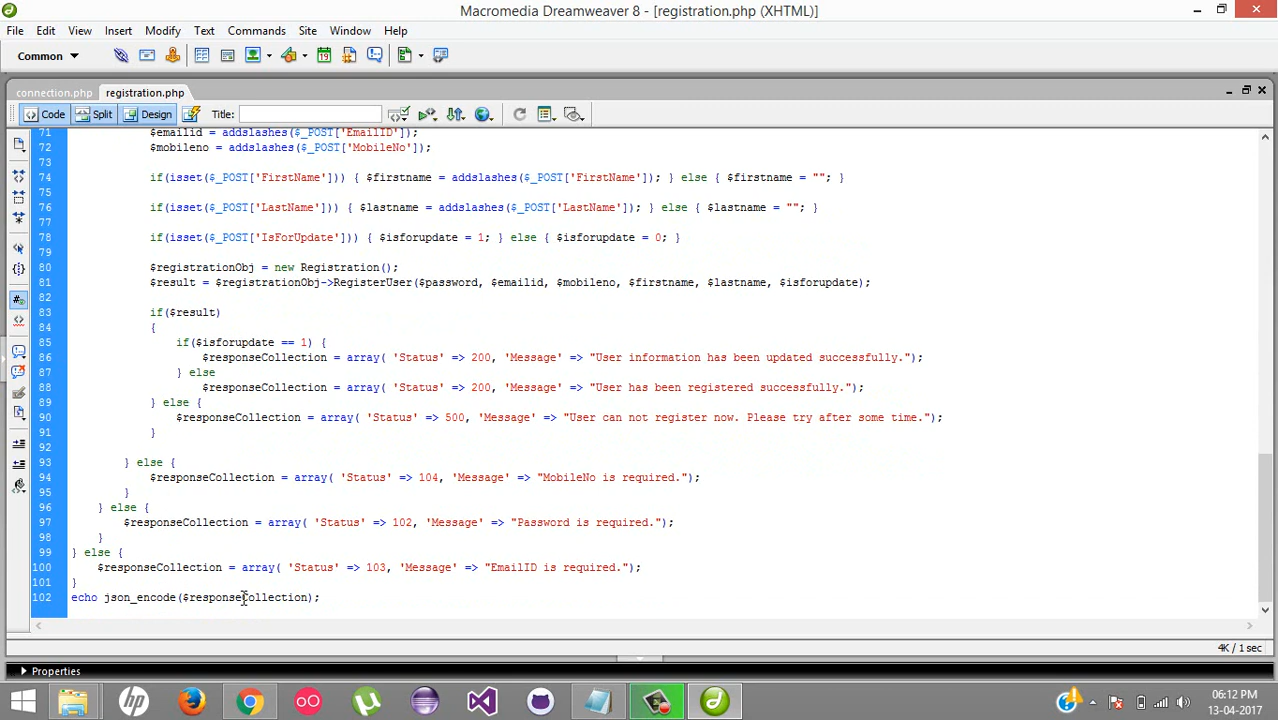 Macromedia Dreamweaver 8 - [registration.php (XHTML)]
File Edit View Insert Modify Text Commands Site Window Help
Common
19
connection.php registration.php
Code Split Design Title:
71 $emailid = addslashes($_POST['EmailID']);
72 $mobileno = addslashes($_POST['MobileNo']);
73
74 if(isset($_POST['FirstName'])) { $firstname = addslashes($_POST['FirstName']); } else { $firstname = ""; }
75
76 if(isset($_POST['LastName'])) { $lastname = addslashes($_POST['LastName']); } else { $lastname = ""; }
77
78 if(isset($_POST['IsForUpdate'])) { $isforupdate = 1; } else { $isforupdate = 0; }
79
80 $registrationObj = new Registration();
81 $result = $registrationObj->RegisterUser($password, $emailid, $mobileno, $firstname, $lastname, $isforupdate);
82
83 if($result)
84 {
85 if($isforupdate == 1) {
86 $responseCollection = array( 'Status' => 200, 'Message' => "User information has been updated successfully.");
87 } else
88 $responseCollection = array( 'Status' => 200, 'Message' => "User has been registered successfully.");
89 } else {
90 $responseCollection = array( 'Status' => 500, 'Message' => "User can not register now. Please try after some time.");
91 }
92
93 } else {
94 $responseCollection = array( 'Status' => 104, 'Message' => "MobileNo is required.");
95 }
96 } else {
97 $responseCollection = array( 'Status' => 102, 'Message' => "Password is required.");
98 }
99 } else {
100 $responseCollection = array( 'Status' => 103, 'Message' => "EmailID is required.");
101 }
102 echo json_encode($responseCollection);
4K / 1 sec
Properties
06:12 PM
13-04-2017